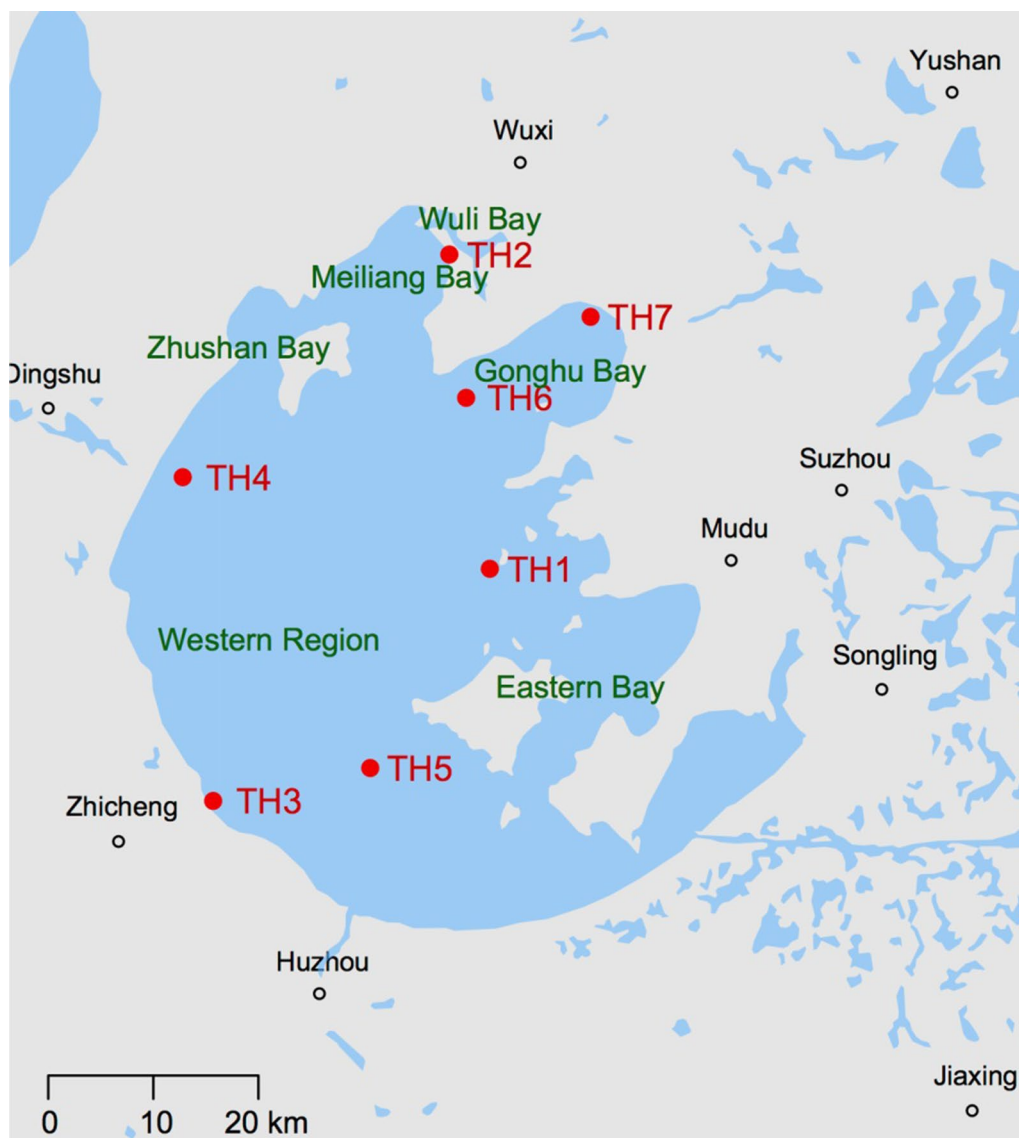 Yushan
Wuxi
Wuli Bay
TH2
Meiliang Bay
TH7
Zhushan Bay
Gonghu Bay
Dingshu
TH6
Suzhou
TH4
Mudu
TH1
Western Region
Songling
Eastern Bay
TH5
TH3
Zhicheng
Huzhou
Jiaxing
0 10 20 km